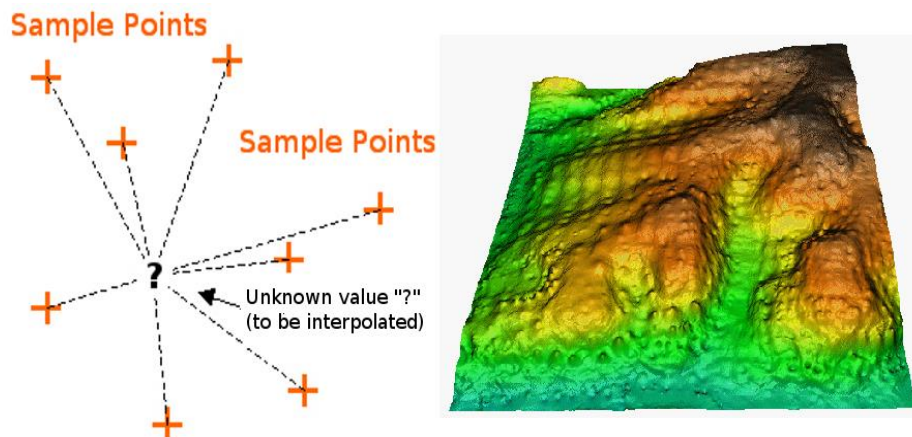 Sample Points
Sample Points
?
Unknown value "?"
(to be interpolated)